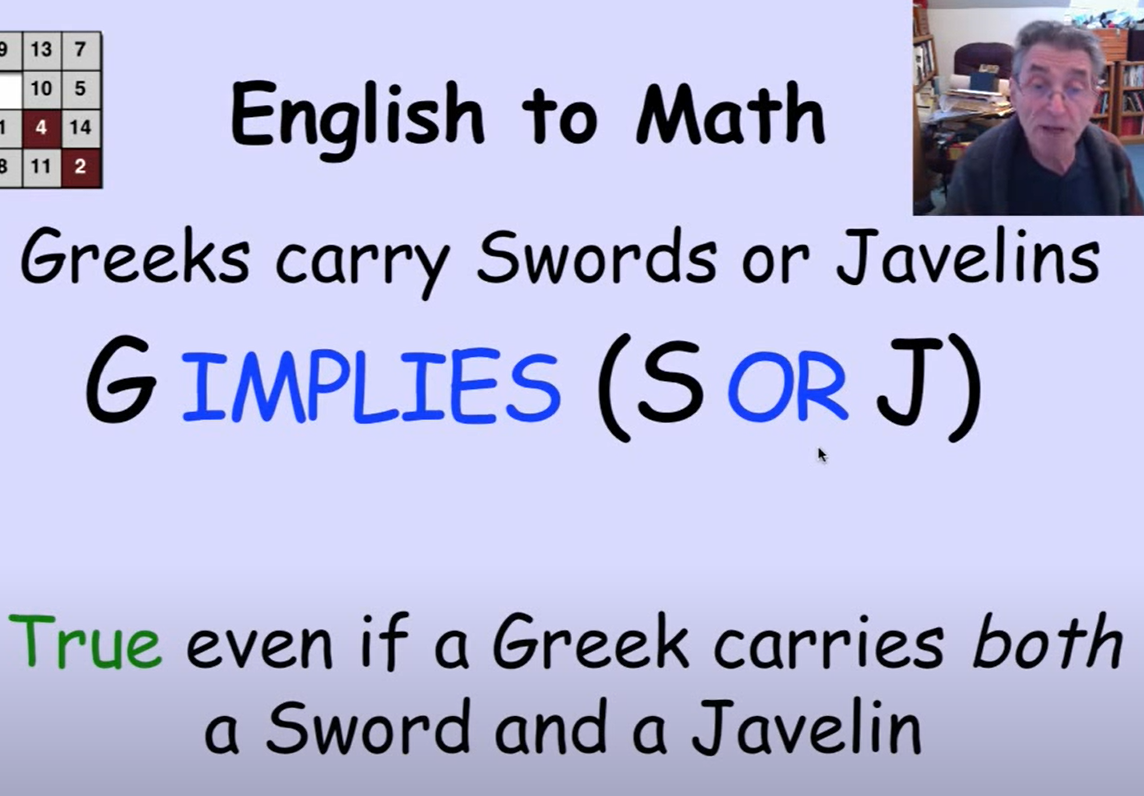 9 13 7
10 5
1 4 14
8 11 2
English to Math
Greeks carry Swords or Javelins
G IMPLIES (S OR J)
True even if a Greek carries both
a Sword and a Javelin